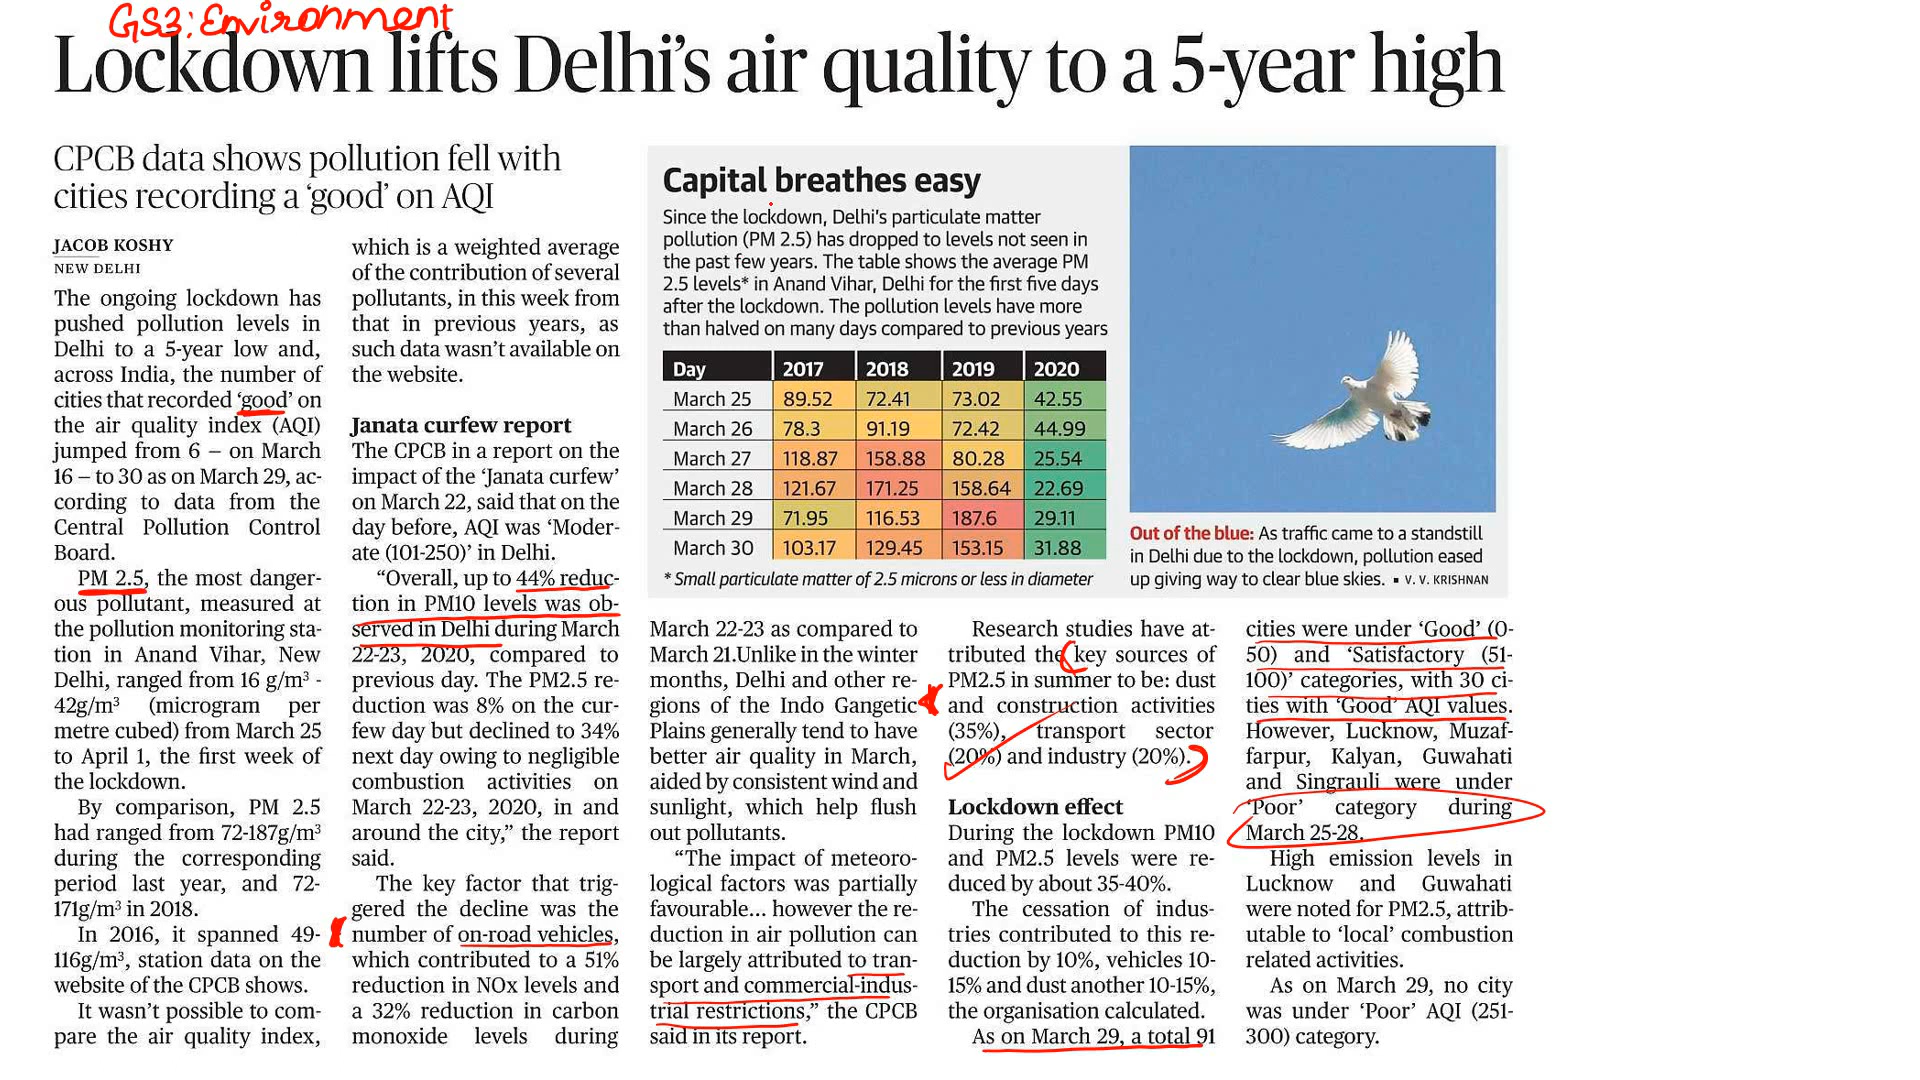 GS3: Environment
Lockdown lifts Delhi's air quality to a 5-year high
CPCB data shows pollution fell with
cities recording a 'good' on AQI
JACOB KOSHY
NEW DELHI
The ongoing lockdown has
pushed pollution levels in
Delhi to a 5-year low and,
across India, the number of
cities that recorded 'good' on
the air quality index (AQI)
jumped from 6 – on March
16 – to 30 as on March 29, ac-
cording to data from the
Central Pollution Control
Board.
PM 2.5, the most danger-
ous pollutant, measured at
the pollution monitoring sta-
tion in Anand Vihar, New
Delhi, ranged from 16 g/m³ -
42g/m³ (microgram per
metre cubed) from March 25
to April 1, the first week of
the lockdown.
By comparison, PM 2.5
had ranged from 72-187g/m³
during the corresponding
period last year, and 72-
171g/m³ in 2018.
In 2016, it spanned 49-
116g/m³, station data on the
website of the CPCB shows.
It wasn't possible to com-
pare the air quality index,
which is a weighted average
of the contribution of several
pollutants, in this week from
that in previous years, as
such data wasn't available on
the website.
Janata curfew report
The CPCB in a report on the
impact of the 'Janata curfew'
on March 22, said that on the
day before, AQI was 'Moder-
ate (101-250)' in Delhi.
"Overall, up to 44% reduc-
tion in PM10 levels was ob-
served in Delhi during March
22-23, 2020, compared to
previous day. The PM2.5 re-
duction was 8% on the cur-
few day but declined to 34%
next day owing to negligible
combustion activities on
March 22-23, 2020, in and
around the city," the report
said.
The key factor that trig-
gered the decline was the
number of on-road vehicles,
which contributed to a 51%
reduction in NOx levels and
a 32% reduction in carbon
monoxide levels during
Capital breathes easy
Since the lockdown, Delhi's particulate matter
pollution (PM 2.5) has dropped to levels not seen in
the past few years. The table shows the average PM
2.5 levels* in Anand Vihar, Delhi for the first five days
after the lockdown. The pollution levels have more
than halved on many days compared to previous years
Day 2017 2018 2019 2020
March 25 89.52 72.41 73.02 42.55
March 26 78.3 91.19 72.42 44.99
March 27 118.87 158.88 80.28 25.54
March 28 121.67 171.25 158.64 22.69
March 29 71.95 116.53 187.6 29.11
March 30 103.17 129.45 153.15 31.88
* Small particulate matter of 2.5 microns or less in diameter
Out of the blue: As traffic came to a standstill
in Delhi due to the lockdown, pollution eased
up giving way to clear blue skies. ▪ V. V. KRISHNAN
March 22-23 as compared to
March 21.Unlike in the winter
months, Delhi and other re-
gions of the Indo Gangetic
Plains generally tend to have
better air quality in March,
aided by consistent wind and
sunlight, which help flush
out pollutants.
"The impact of meteoro-
logical factors was partially
favourable... however the re-
duction in air pollution can
be largely attributed to tran-
sport and commercial-indus-
trial restrictions," the CPCB
said in its report.
Research studies have at-
tributed the key sources of
PM2.5 in summer to be: dust
and construction activities
(35%), transport sector
(20%) and industry (20%).
Lockdown effect
During the lockdown PM10
and PM2.5 levels were re-
duced by about 35-40%.
The cessation of indus-
tries contributed to this re-
duction by 10%, vehicles 10-
15% and dust another 10-15%,
the organisation calculated.
As on March 29, a total 91
cities were under 'Good' (0-
50) and 'Satisfactory (51-
100)' categories, with 30 ci-
ties with 'Good' AQI values.
However, Lucknow, Muzaf-
farpur, Kalyan, Guwahati
and Singrauli were under
'Poor' category during
March 25-28.
High emission levels in
Lucknow and Guwahati
were noted for PM2.5, attrib-
utable to 'local' combustion
related activities.
As on March 29, no city
was under 'Poor' AQI (251-
300) category.